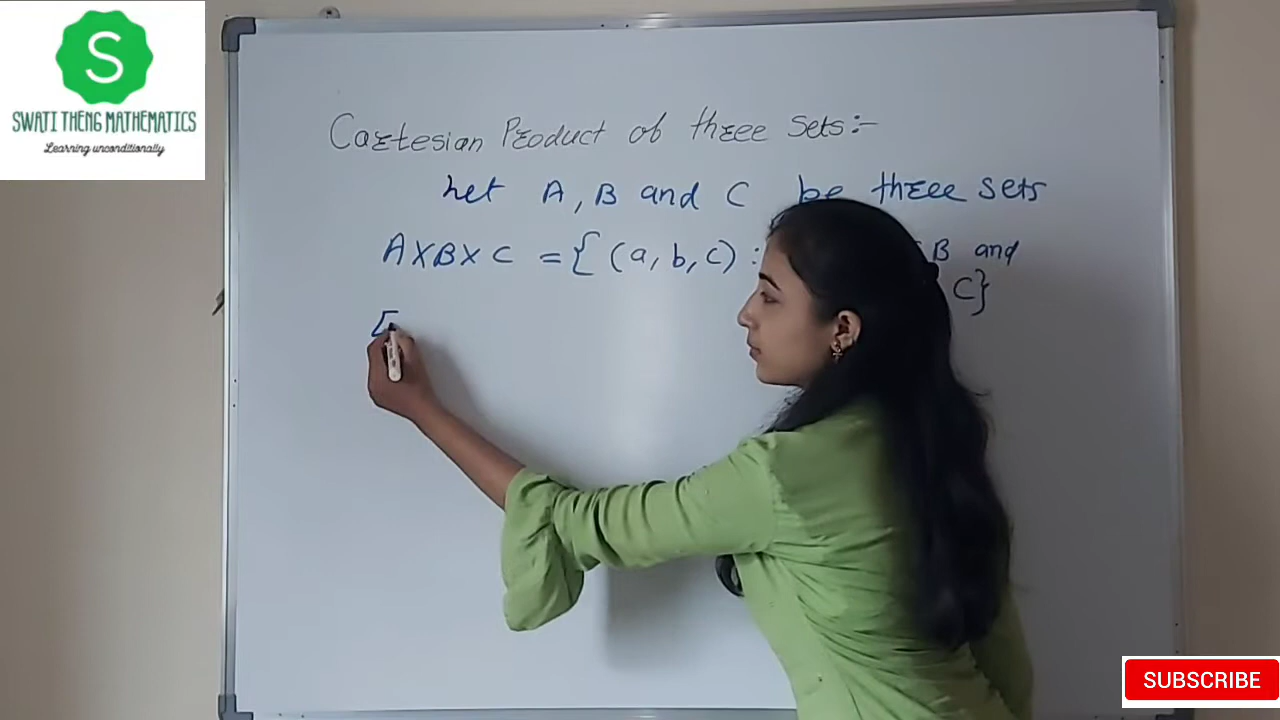 S
SWATI THENG MATHEMATICS
Learning unconditionally
Cartesian Product of three sets:-
Let A, B and C be three sets
A×B×C = { (a, b, c) : B and
C}
SUBSCRIBE